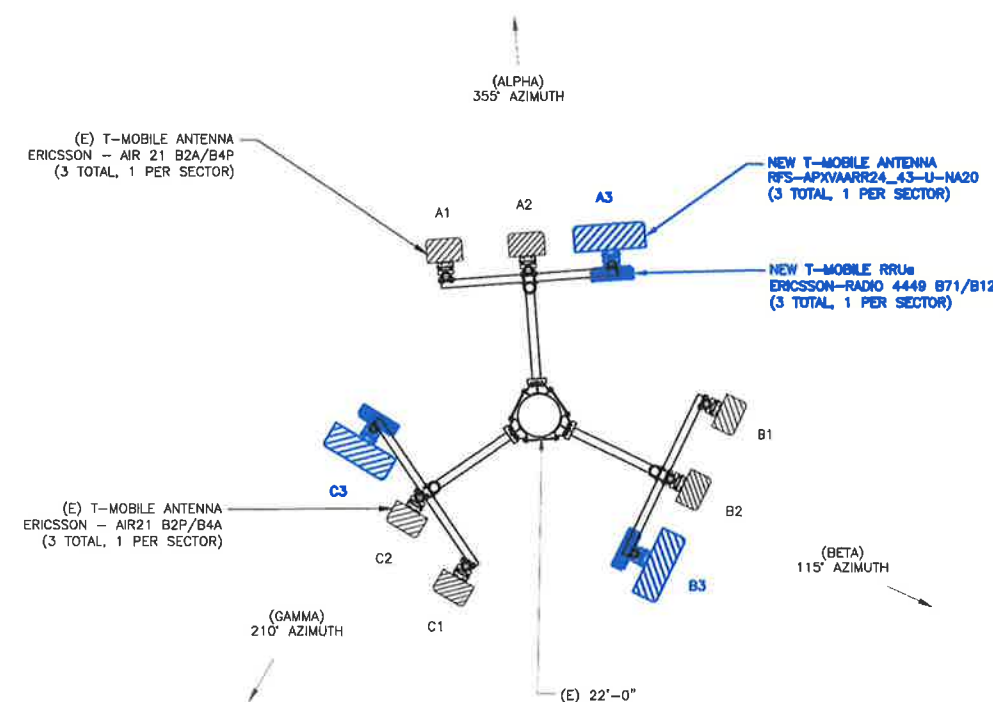 (ALPHA)
355° AZIMUTH
(E) T-MOBILE ANTENNA
ERICSSON - AIR 21 B2A/B4P
(3 TOTAL, 1 PER SECTOR)
NEW T-MOBILE ANTENNA
RFS-APXVAARR24_43-U-NA20
(3 TOTAL, 1 PER SECTOR)
A1
A2
A3
NEW T-MOBILE RRUs
ERICSSON-RADIO 4449 B71/B12
(3 TOTAL, 1 PER SECTOR)
B1
B2
B3
C3
(E) T-MOBILE ANTENNA
ERICSSON - AIR21 B2P/B4A
(3 TOTAL, 1 PER SECTOR)
C2
C1
(BETA)
115° AZIMUTH
(GAMMA)
210° AZIMUTH
(E) 22'-0"